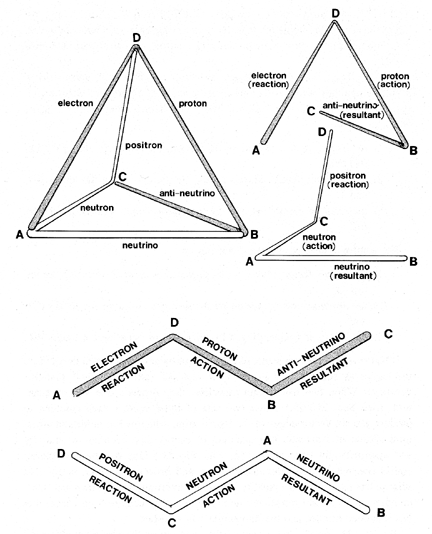 D
electron
proton
positron
C
anti-neutrino
neutron
A
B
neutrino
D
electron
(reaction)
proton
(action)
C
anti-neutrino
(resultant)
A
B
D
positron
(reaction)
C
neutron
(action)
A
B
neutrino
(resultant)
A
ELECTRON
REACTION
D
PROTON
ACTION
B
ANTI-NEUTRINO
RESULTANT
C
D
POSITRON
REACTION
C
NEUTRON
ACTION
A
NEUTRINO
RESULTANT
B